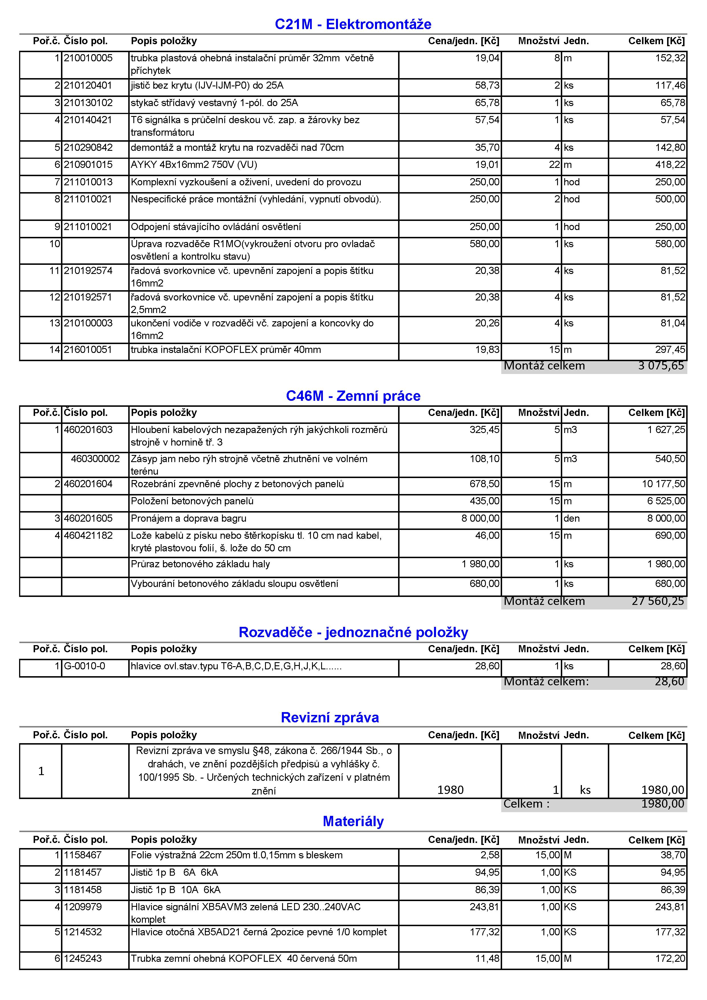 C21M - Elektromontáže
Poř.č. Číslo pol. Popis položky Cena/jedn. [Kč] Množství Jedn. Celkem [Kč]
1 210010005 trubka plastová ohebná instalační průměr 32mm včetně 19,04 8 m 152,32
příchytek
2 210120401 jistič bez krytu (IJV-IJM-P0) do 25A 58,73 2 ks 117,46
3 210130102 stykač střídavý vestavný 1-pól. do 25A 65,78 1 ks 65,78
4 210140421 T6 signálka s průčelní deskou vč. zap. a žárovky bez 57,54 1 ks 57,54
transformátoru
5 210290842 demontáž a montáž krytu na rozvaděči nad 70cm 35,70 4 ks 142,80
6 210901015 AYKY 4Bx16mm2 750V (VU) 19,01 22 m 418,22
7 211010013 Komplexní vyzkoušení a oživení, uvedení do provozu 250,00 1 hod 250,00
8 211010021 Nespecifické práce montážní (vyhledání, vypnutí obvodů). 250,00 2 hod 500,00
9 211010021 Odpojení stávajícího ovládání osvětlení 250,00 1 hod 250,00
10 Úprava rozvaděče R1MO(vykroužení otvoru pro ovladač 580,00 1 ks 580,00
osvětlení a kontrolku stavu)
11 210192574 řadová svorkovnice vč. upevnění zapojení a popis štítku 20,38 4 ks 81,52
16mm2
12 210192571 řadová svorkovnice vč. upevnění zapojení a popis štítku 20,38 4 ks 81,52
2,5mm2
13 210100003 ukončení vodiče v rozvaděči vč. zapojení a koncovky do 20,26 4 ks 81,04
16mm2
14 216010051 trubka instalační KOPOFLEX průměr 40mm 19,83 15 m 297,45
Montáž celkem 3 075,65
C46M - Zemní práce
Poř.č. Číslo pol. Popis položky Cena/jedn. [Kč] Množství Jedn. Celkem [Kč]
1 460201603 Hloubení kabelových nezapažených rýh jakýchkoli rozměrů 325,45 5 m3 1 627,25
strojně v hornině tř. 3
460300002 Zásyp jam nebo rýh strojně včetně zhutnění ve volném 108,10 5 m3 540,50
terénu
2 460201604 Rozebrání zpevněné plochy z betonových panelů 678,50 15 m 10 177,50
Položení betonových panelů 435,00 15 m 6 525,00
3 460201605 Pronájem a doprava bagru 8 000,00 1 den 8 000,00
4 460421182 Lože kabelů z písku nebo štěrkopísku tl. 10 cm nad kabel, 46,00 15 m 690,00
kryté plastovou folií, š. lože do 50 cm
Průraz betonového základu haly 1 980,00 1 ks 1 980,00
Vybourání betonového základu sloupu osvětlení 680,00 1 ks 680,00
Montáž celkem 27 560,25
Rozvaděče - jednoznačné položky
Poř.č. Číslo pol. Popis položky Cena/jedn. [Kč] Množství Jedn. Celkem [Kč]
1 G-0010-0 hlavice ovl.stav.typu T6-A,B,C,D,E,G,H,J,K,L...... 28,60 1 ks 28,60
Montáž celkem: 28,60
Revizní zpráva
Poř.č. Číslo pol. Popis položky Cena/jedn. [Kč] Množství Jedn. Celkem [Kč]
Revizní zpráva ve smyslu §48, zákona č. 266/1944 Sb., o
drahách, ve znění pozdějších předpisů a vyhlášky č.
1
100/1995 Sb. - Určených technických zařízení v platném
znění 1980 1 ks 1980,00
Celkem : 1980,00
Materiály
Poř.č. Číslo pol. Popis položky Cena/jedn. [Kč] Množství Jedn. Celkem [Kč]
1 1158467 Folie výstražná 22cm 250m tl.0,15mm s bleskem 2,58 15,00 M 38,70
2 1181457 Jistič 1p B 6A 6kA 94,95 1,00 KS 94,95
3 1181458 Jistič 1p B 10A 6kA 86,39 1,00 KS 86,39
4 1209979 Hlavice signální XB5AVM3 zelená LED 230..240VAC 243,81 1,00 KS 243,81
komplet
5 1214532 Hlavice otočná XB5AD21 černá 2pozice pevné 1/0 komplet 177,32 1,00 KS 177,32
6 1245243 Trubka zemní ohebná KOPOFLEX 40 červená 50m 11,48 15,00 M 172,20